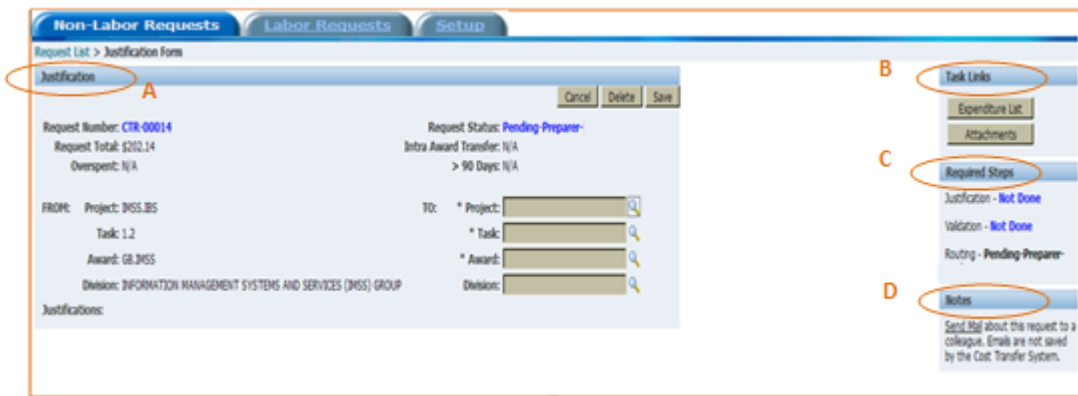 Non-Labor Requests Labor Requests Setup
Request List > Justification Form
Justification
A
Cancel Delete Save
Request Number: CTR-00014 Request Status: Pending-Preparer-
Request Total: $202.14 Intra Award Transfer: N/A
Overspent: N/A > 90 Days: N/A
FROM: Project: IMSS.IBS TO: * Project:
Task: 1.2 * Task:
Award: GB.IMSS * Award:
Division: INFORMATION MANAGEMENT SYSTEMS AND SERVICES (IMSS) GROUP Division:
Justifications:
B
Task Links
Expenditure List
Attachments
C
Required Steps
Justification - Not Done
Validation - Not Done
Routing - Pending-Preparer-
D
Notes
Send Mail about this request to a
colleague. Emails are not saved
by the Cost Transfer System.